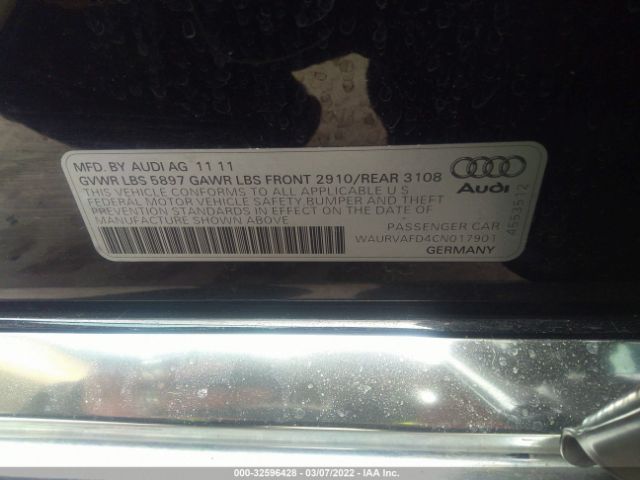 MFD. BY AUDI AG 11 11
GVWR LBS 5897 GAWR LBS FRONT 2910/REAR 3108
THIS VEHICLE CONFORMS TO ALL APPLICABLE U S
FEDERAL MOTOR VEHICLE SAFETY BUMPER AND THEFT
PREVENTION STANDARDS IN EFFECT ON THE DATE OF
MANUFACTURE SHOWN ABOVE
Audi
PASSENGER CAR
WAURVAFD4CN017901
GERMANY
4553512
000-32596428 - 03/07/2022 - IAA Inc.